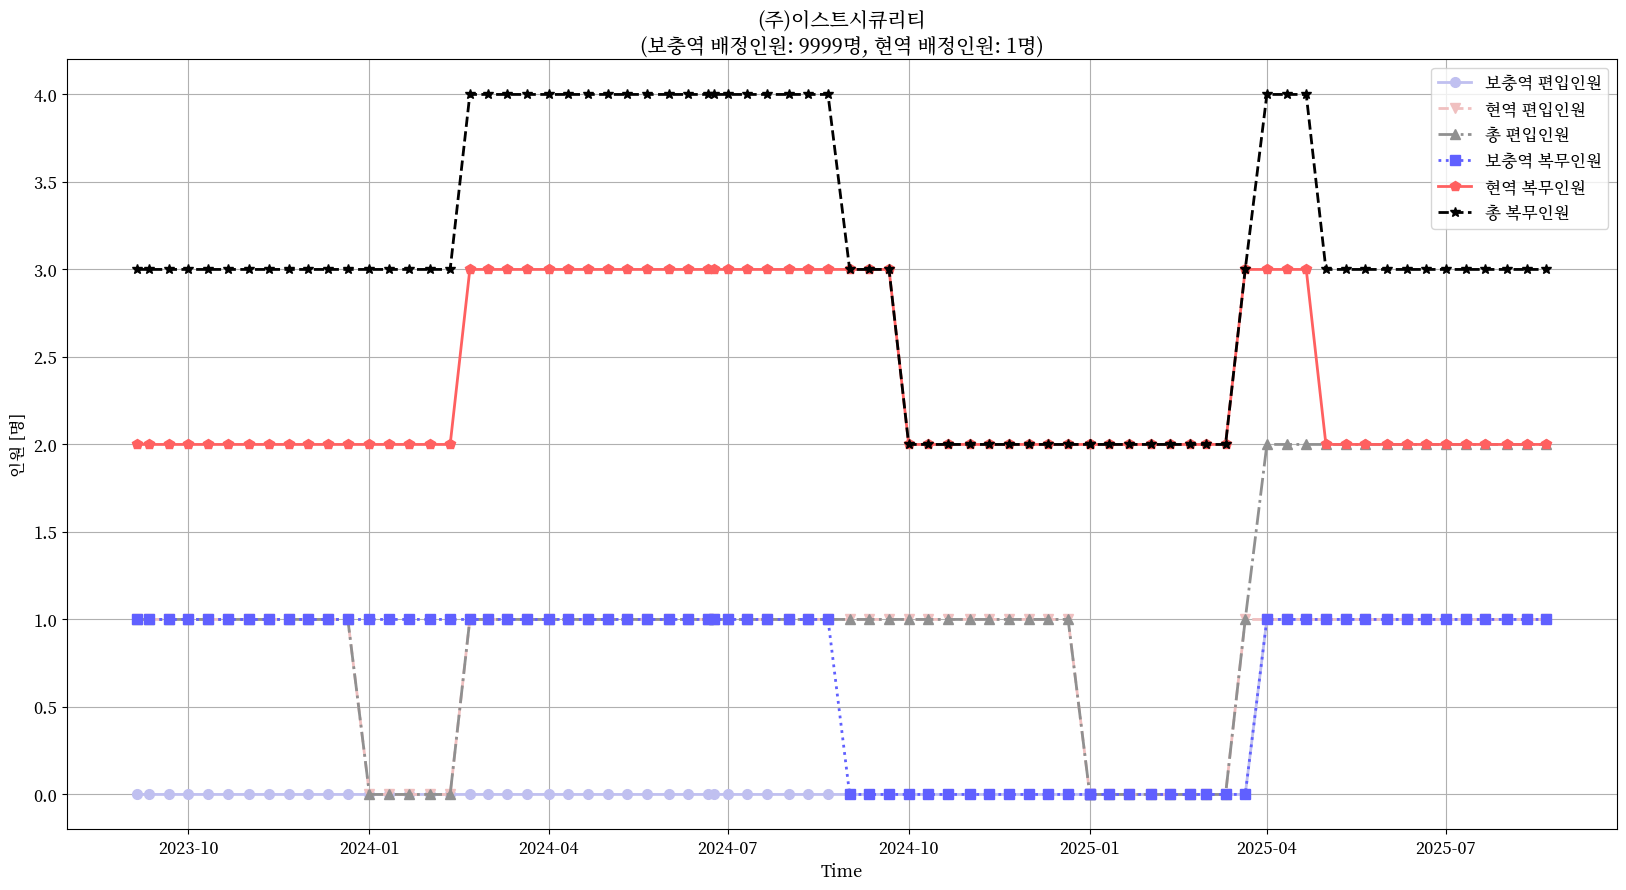 (주)이스트시큐리티
(보충역 배정인원: 9999명, 현역 배정인원: 1명)
인원 [명]
4.0
3.5
3.0
2.5
2.0
1.5
1.0
0.5
0.0
보충역 편입인원
현역 편입인원
총 편입인원
보충역 복무인원
현역 복무인원
총 복무인원
2023-10
2024-01
2024-04
2024-07
2024-10
2025-01
2025-04
2025-07
Time